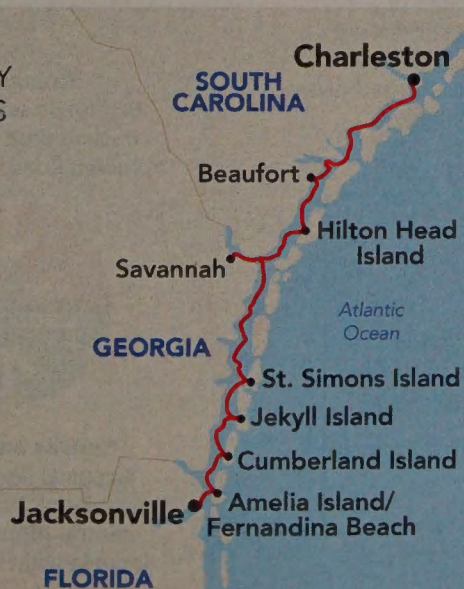 Y
S
Charleston
SOUTH
CAROLINA
Beaufort
Hilton Head
Island
Savannah
Atlantic
Ocean
GEORGIA
St. Simons Island
Jekyll Island
Cumberland Island
Amelia Island/
Fernandina Beach
Jacksonville
FLORIDA